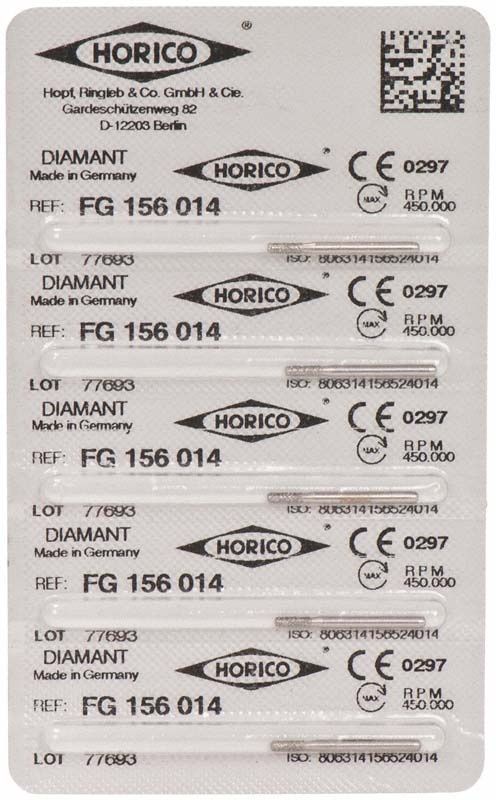 HORICO ®
Hopf, Ringleb & Co. GmbH & Cie.
Gardeschützenweg 82
D-12203 Berlin
DIAMANT HORICO ® CE 0297
Made in Germany
MAX RPM 450.000
REF: FG 156 014
LOT 77693 ISO: 806314156524014
DIAMANT HORICO ® CE 0297
Made in Germany
MAX RPM 450.000
REF: FG 156 014
LOT 77693 ISO: 806314156524014
DIAMANT HORICO ® CE 0297
Made in Germany
MAX RPM 450.000
REF: FG 156 014
LOT 77693 ISO: 806314156524014
DIAMANT HORICO ® CE 0297
Made in Germany
MAX RPM 450.000
REF: FG 156 014
LOT 77693 ISO: 806314156524014
DIAMANT HORICO ® CE 0297
Made in Germany
MAX RPM 450.000
REF: FG 156 014
LOT 77693 ISO: 806314156524014